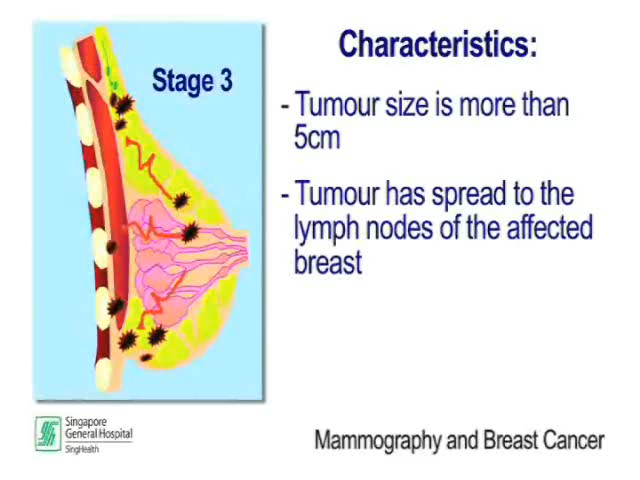 Stage 3
Characteristics:
- Tumour size is more than
5cm
- Tumour has spread to the
lymph nodes of the affected
breast
Singapore
General Hospital
SingHealth
Mammography and Breast Cancer